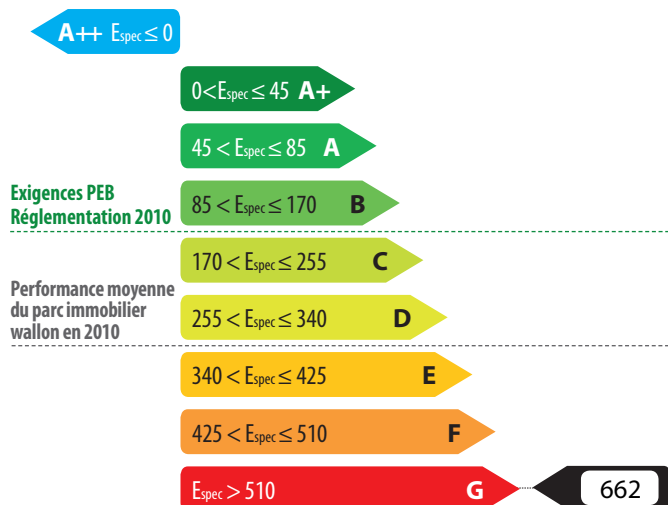 A++ Espec ≤ 0
0<Espec ≤ 45 A+
45 < Espec ≤ 85 A
Exigences PEB
Réglementation 2010
85 < Espec ≤ 170 B
170 < Espec ≤ 255 C
Performance moyenne
du parc immobilier
wallon en 2010
255 < Espec ≤ 340 D
340 < Espec ≤ 425 E
425 < Espec ≤ 510 F
Espec > 510 G 662